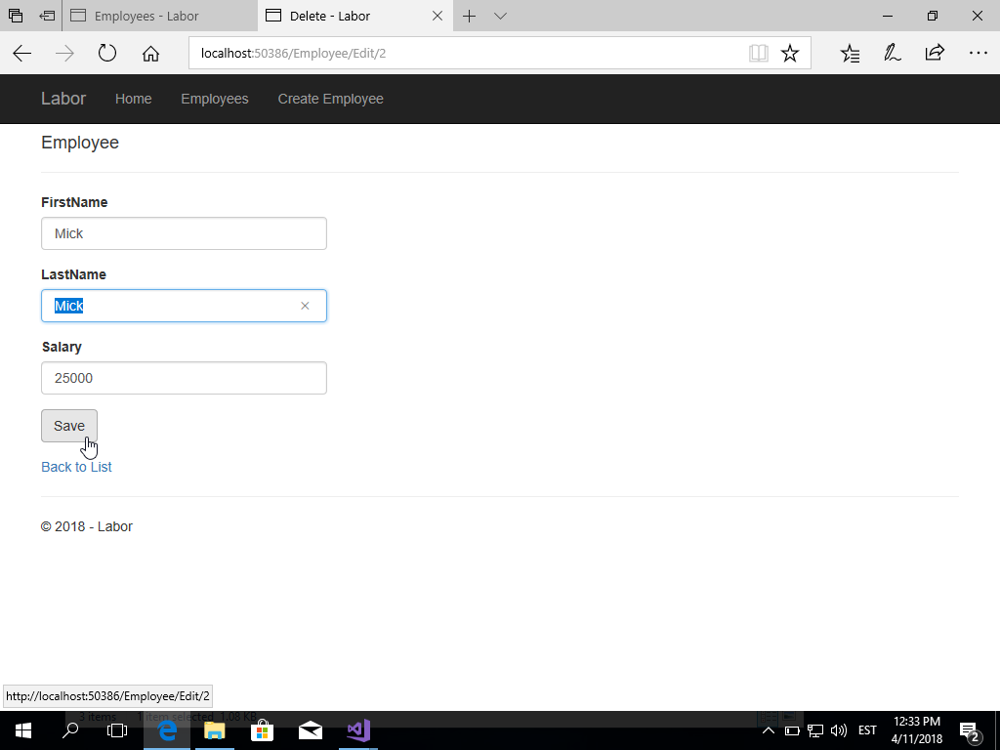 Employees - Labor
Delete - Labor
localhost:50386/Employee/Edit/2
Labor Home Employees Create Employee
Employee
FirstName
Mick
LastName
Mick
Salary
25000
Save
Back to List
© 2018 - Labor
http://localhost:50386/Employee/Edit/2
3 items 1 item selected 1.08 KB
EST
12:33 PM
4/11/2018
2